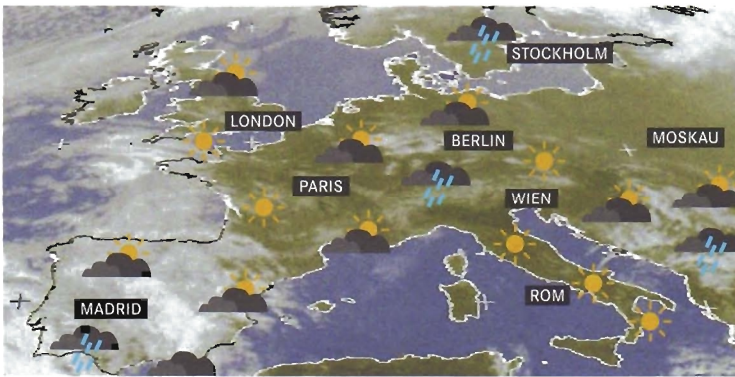 STOCKHOLM
LONDON
BERLIN
MOSKAU
PARIS
WIEN
ROM
MADRID